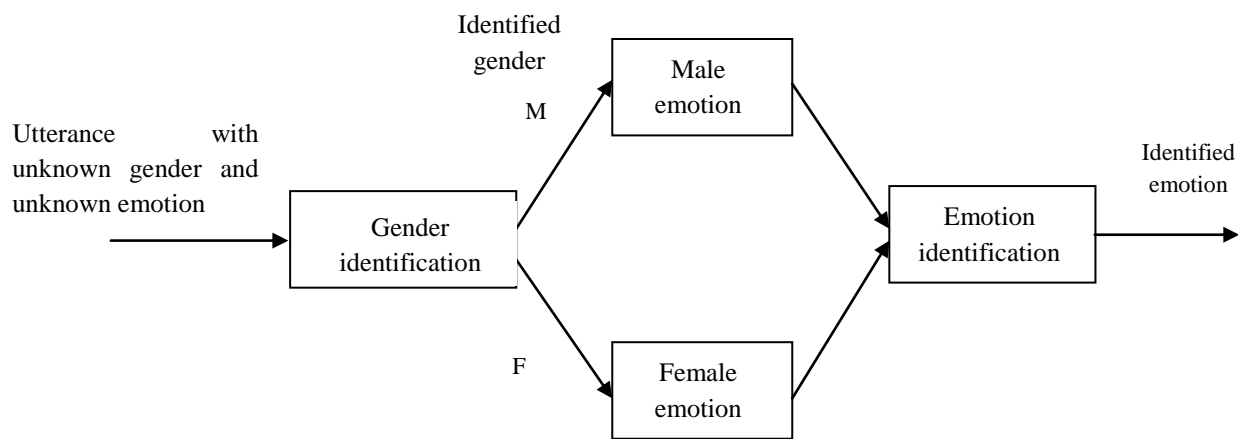 Utterance with
unknown gender and
unknown emotion
Gender
identification
Identified
gender
M
F
Male
emotion
Female
emotion
Emotion
identification
Identified
emotion